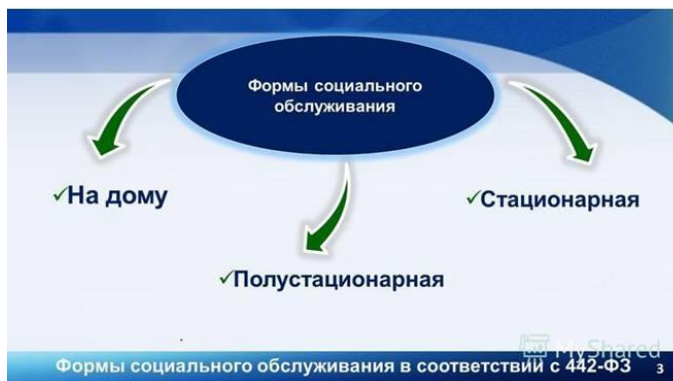 Формы социального
обслуживания
На дому
Стационарная
Полустационарная
MyShared
Формы социального обслуживания в соответствии с 442-ФЗ
3